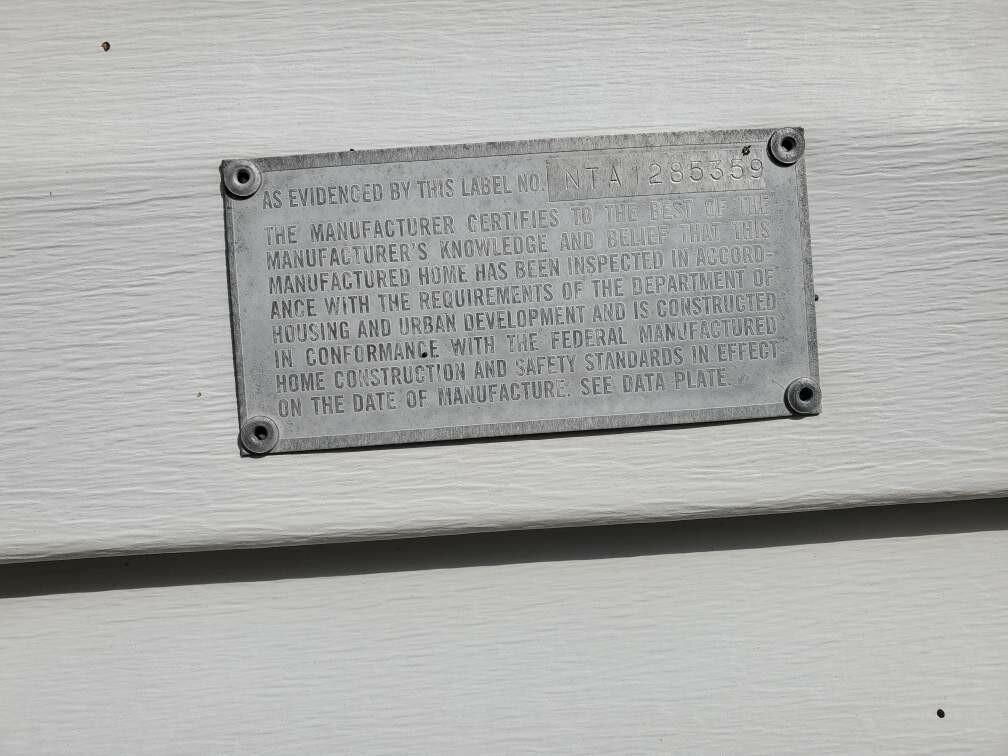 AS EVIDENCED BY THIS LABEL NO. NTA 285359
THE MANUFACTURER CERTIFIES TO THE BEST OF THE
MANUFACTURER'S KNOWLEDGE AND BELIEF THAT THIS
MANUFACTURED HOME HAS BEEN INSPECTED IN ACCORD-
ANCE WITH THE REQUIREMENTS OF THE DEPARTMENT OF
HOUSING AND URBAN DEVELOPMENT AND IS CONSTRUCTED
IN CONFORMANCE WITH THE FEDERAL MANUFACTURED
HOME CONSTRUCTION AND SAFETY STANDARDS IN EFFECT
ON THE DATE OF MANUFACTURE. SEE DATA PLATE.